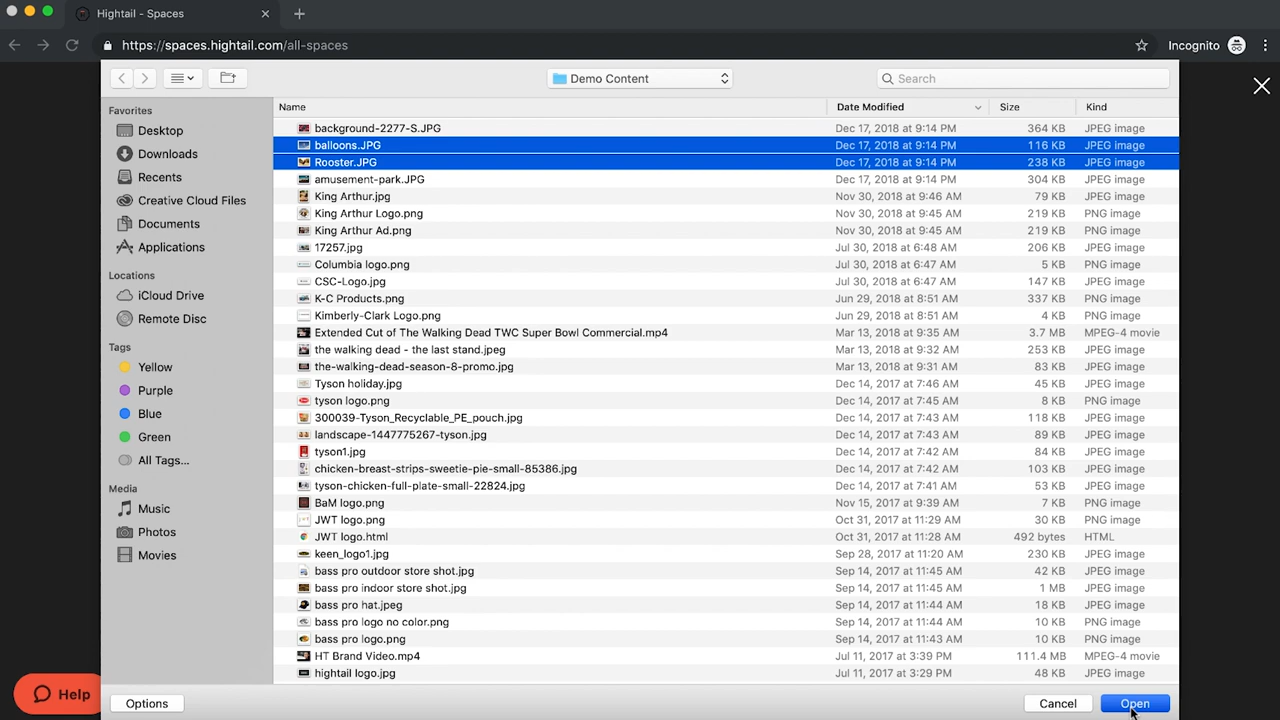 Hightail - Spaces
https://spaces.hightail.com/all-spaces
Incognito
Demo Content
Search
Favorites
Desktop
Downloads
Recents
Creative Cloud Files
Documents
Applications
Locations
iCloud Drive
Remote Disc
Tags
Yellow
Purple
Blue
Green
All Tags...
Media
Music
Photos
Movies
Name Date Modified Size Kind
background-2277-S.JPG Dec 17, 2018 at 9:14 PM 364 KB JPEG image
balloons.JPG Dec 17, 2018 at 9:14 PM 116 KB JPEG image
Rooster.JPG Dec 17, 2018 at 9:14 PM 238 KB JPEG image
amusement-park.JPG Dec 17, 2018 at 9:14 PM 304 KB JPEG image
King Arthur.jpg Nov 30, 2018 at 9:46 AM 79 KB JPEG image
King Arthur Logo.png Nov 30, 2018 at 9:45 AM 219 KB PNG image
King Arthur Ad.png Nov 30, 2018 at 9:45 AM 219 KB PNG image
17257.jpg Jul 30, 2018 at 6:48 AM 206 KB JPEG image
Columbia logo.png Jul 30, 2018 at 6:47 AM 5 KB PNG image
CSC-Logo.jpg Jul 30, 2018 at 6:47 AM 147 KB JPEG image
K-C Products.png Jun 29, 2018 at 8:51 AM 337 KB PNG image
Kimberly-Clark Logo.png Jun 29, 2018 at 8:51 AM 4 KB PNG image
Extended Cut of The Walking Dead TWC Super Bowl Commercial.mp4 Mar 13, 2018 at 9:35 AM 3.7 MB MPEG-4 movie
the walking dead - the last stand.jpeg Mar 13, 2018 at 9:32 AM 253 KB JPEG image
the-walking-dead-season-8-promo.jpg Mar 13, 2018 at 9:31 AM 83 KB JPEG image
Tyson holiday.jpg Dec 14, 2017 at 7:46 AM 45 KB JPEG image
tyson logo.png Dec 14, 2017 at 7:45 AM 8 KB PNG image
300039-Tyson_Recyclable_PE_pouch.jpg Dec 14, 2017 at 7:43 AM 118 KB JPEG image
landscape-1447775267-tyson.jpg Dec 14, 2017 at 7:43 AM 89 KB JPEG image
tyson1.jpg Dec 14, 2017 at 7:42 AM 84 KB JPEG image
chicken-breast-strips-sweetie-pie-small-85386.jpg Dec 14, 2017 at 7:42 AM 103 KB JPEG image
tyson-chicken-full-plate-small-22824.jpg Dec 14, 2017 at 7:41 AM 53 KB JPEG image
BaM logo.png Nov 15, 2017 at 9:39 AM 7 KB PNG image
JWT logo.png Oct 31, 2017 at 11:29 AM 30 KB PNG image
JWT logo.html Oct 31, 2017 at 11:28 AM 492 bytes HTML
keen_logo1.jpg Sep 28, 2017 at 11:20 AM 230 KB JPEG image
bass pro outdoor store shot.jpg Sep 14, 2017 at 11:45 AM 42 KB JPEG image
bass pro indoor store shot.jpg Sep 14, 2017 at 11:45 AM 1 MB JPEG image
bass pro hat.jpeg Sep 14, 2017 at 11:44 AM 18 KB JPEG image
bass pro logo no color.png Sep 14, 2017 at 11:44 AM 10 KB PNG image
bass pro logo.png Sep 14, 2017 at 11:43 AM 10 KB PNG image
HT Brand Video.mp4 Jul 11, 2017 at 3:39 PM 111.4 MB MPEG-4 movie
hightail logo.jpg Jul 11, 2017 at 3:29 PM 48 KB JPEG image
Help
Options
Cancel
Open